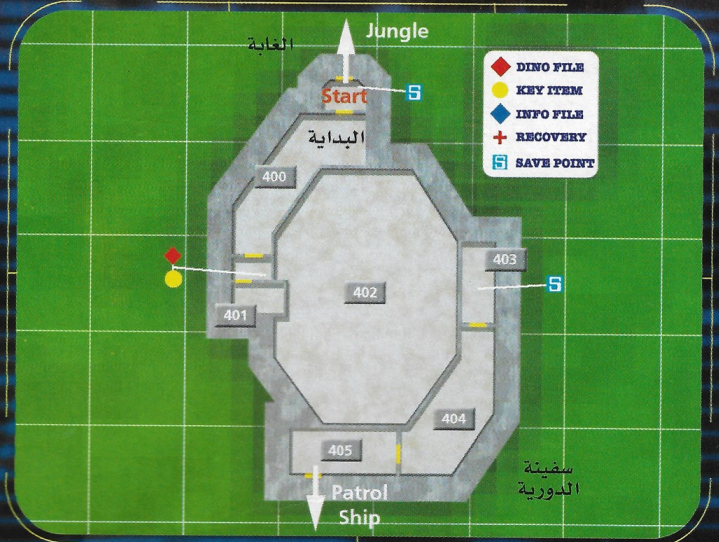 Jungle
الغابة
Start
البداية
S
DINO FILE
KEY ITEM
INFO FILE
RECOVERY
S SAVE POINT
400
403
S
402
401
404
405
سفينة
الدورية
Patrol
Ship